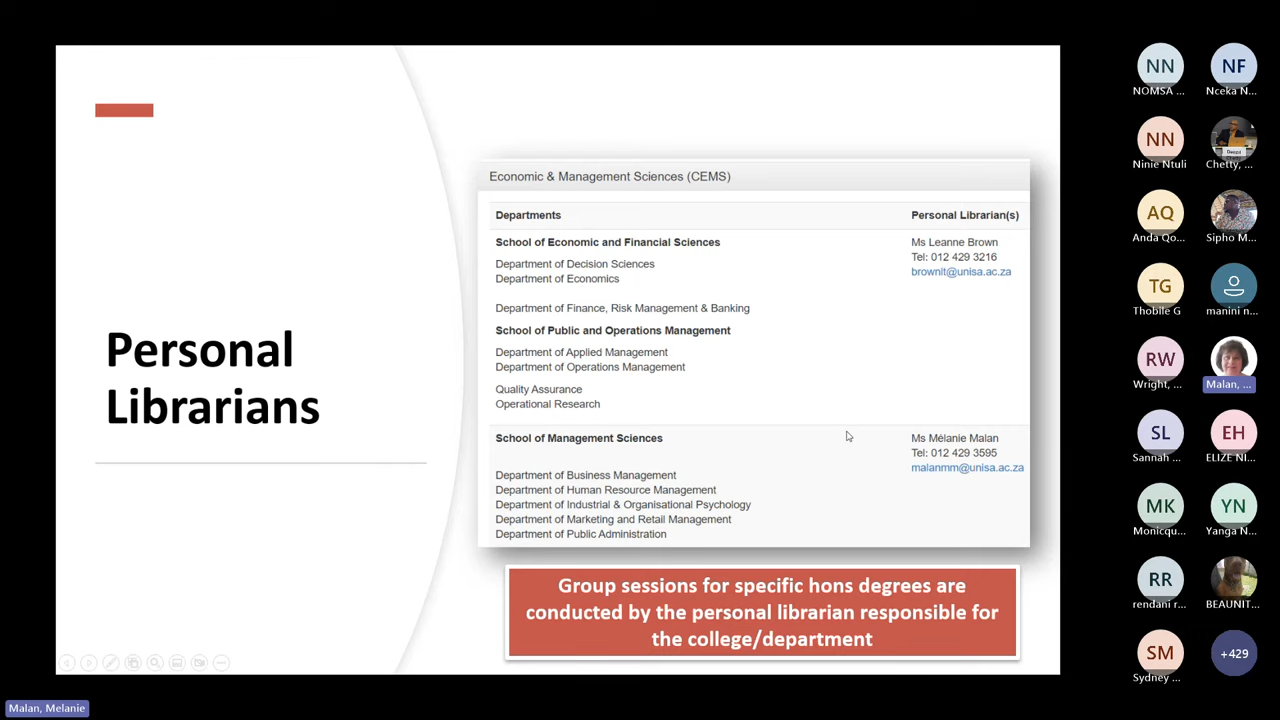 Personal
Librarians
Economic & Management Sciences (CEMS)
Departments
Personal Librarian(s)
School of Economic and Financial Sciences
Ms Leanne Brown
Tel: 012 429 3216
Department of Decision Sciences
brownlt@unisa.ac.za
Department of Economics
Department of Finance, Risk Management & Banking
School of Public and Operations Management
Department of Applied Management
Department of Operations Management
Quality Assurance
Operational Research
School of Management Sciences
Ms Mélanie Malan
Tel: 012 429 3595
malanmm@unisa.ac.za
Department of Business Management
Department of Human Resource Management
Department of Industrial & Organisational Psychology
Department of Marketing and Retail Management
Department of Public Administration
Group sessions for specific hons degrees are
conducted by the personal librarian responsible for
the college/department
NN
NOMSA ...
NF
Nceka N...
NN
Ninie Ntuli
Chetty, ...
AQ
Anda Qo...
Sipho M...
TG
Thobile G
manini n...
RW
Wright, ...
Malan, ...
SL
Sannah ...
EH
ELIZE NI...
MK
Monicqu...
YN
Yanga N...
RR
rendani r...
BEAUNIT...
SM
Sydney ...
+429
Malan, Melanie